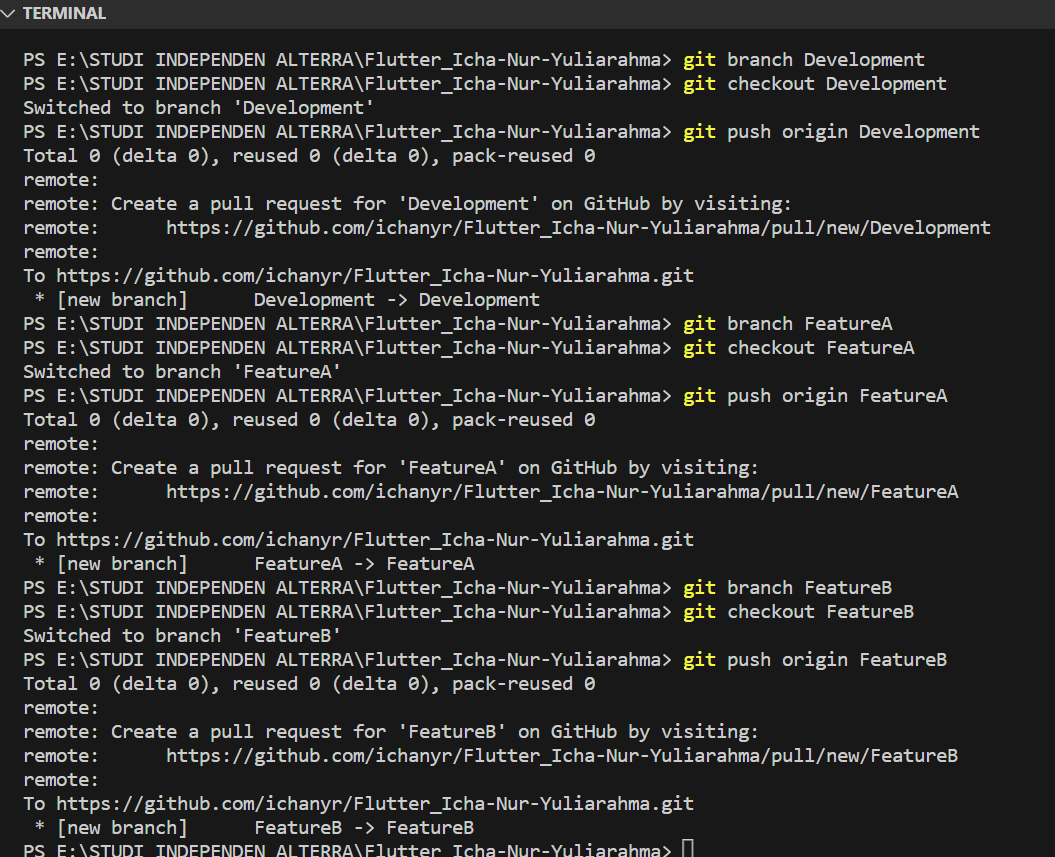 TERMINAL
PS E:\STUDI INDEPENDEN ALTERRA\Flutter_Icha-Nur-Yuliarahma> git branch Development
PS E:\STUDI INDEPENDEN ALTERRA\Flutter_Icha-Nur-Yuliarahma> git checkout Development
Switched to branch 'Development'
PS E:\STUDI INDEPENDEN ALTERRA\Flutter_Icha-Nur-Yuliarahma> git push origin Development
Total 0 (delta 0), reused 0 (delta 0), pack-reused 0
remote:
remote: Create a pull request for 'Development' on GitHub by visiting:
remote:      https://github.com/ichanyr/Flutter_Icha-Nur-Yuliarahma/pull/new/Development
remote:
To https://github.com/ichanyr/Flutter_Icha-Nur-Yuliarahma.git
 * [new branch]      Development -> Development
PS E:\STUDI INDEPENDEN ALTERRA\Flutter_Icha-Nur-Yuliarahma> git branch FeatureA
PS E:\STUDI INDEPENDEN ALTERRA\Flutter_Icha-Nur-Yuliarahma> git checkout FeatureA
Switched to branch 'FeatureA'
PS E:\STUDI INDEPENDEN ALTERRA\Flutter_Icha-Nur-Yuliarahma> git push origin FeatureA
Total 0 (delta 0), reused 0 (delta 0), pack-reused 0
remote:
remote: Create a pull request for 'FeatureA' on GitHub by visiting:
remote:      https://github.com/ichanyr/Flutter_Icha-Nur-Yuliarahma/pull/new/FeatureA
remote:
To https://github.com/ichanyr/Flutter_Icha-Nur-Yuliarahma.git
 * [new branch]      FeatureA -> FeatureA
PS E:\STUDI INDEPENDEN ALTERRA\Flutter_Icha-Nur-Yuliarahma> git branch FeatureB
PS E:\STUDI INDEPENDEN ALTERRA\Flutter_Icha-Nur-Yuliarahma> git checkout FeatureB
Switched to branch 'FeatureB'
PS E:\STUDI INDEPENDEN ALTERRA\Flutter_Icha-Nur-Yuliarahma> git push origin FeatureB
Total 0 (delta 0), reused 0 (delta 0), pack-reused 0
remote:
remote: Create a pull request for 'FeatureB' on GitHub by visiting:
remote:      https://github.com/ichanyr/Flutter_Icha-Nur-Yuliarahma/pull/new/FeatureB
remote:
To https://github.com/ichanyr/Flutter_Icha-Nur-Yuliarahma.git
 * [new branch]      FeatureB -> FeatureB
PS E:\STUDI INDEPENDEN ALTERRA\Flutter_Icha-Nur-Yuliarahma>